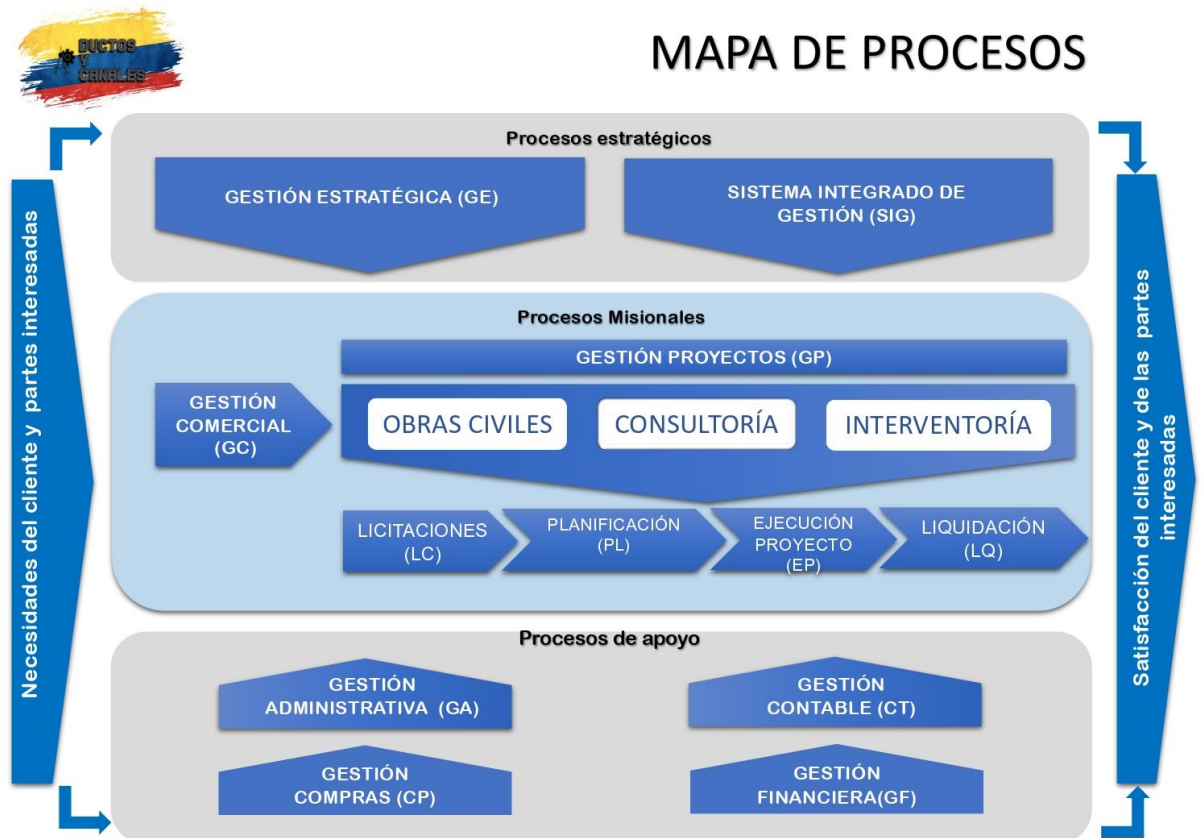 DUCTOS
Y
CANALES
MAPA DE PROCESOS
Necesidades del cliente y partes interesadas
Procesos estratégicos
GESTIÓN ESTRATÉGICA (GE)
SISTEMA INTEGRADO DE
GESTIÓN (SIG)
Procesos Misionales
GESTIÓN PROYECTOS (GP)
GESTIÓN
COMERCIAL
(GC)
OBRAS CIVILES
CONSULTORÍA
INTERVENTORÍA
LICITACIONES
(LC)
PLANIFICACIÓN
(PL)
EJECUCIÓN
PROYECTO
(EP)
LIQUIDACIÓN
(LQ)
Procesos de apoyo
GESTIÓN
ADMINISTRATIVA (GA)
GESTIÓN
CONTABLE (CT)
GESTIÓN
COMPRAS (CP)
GESTIÓN
FINANCIERA(GF)
Satisfacción del cliente y de las partes
interesadas